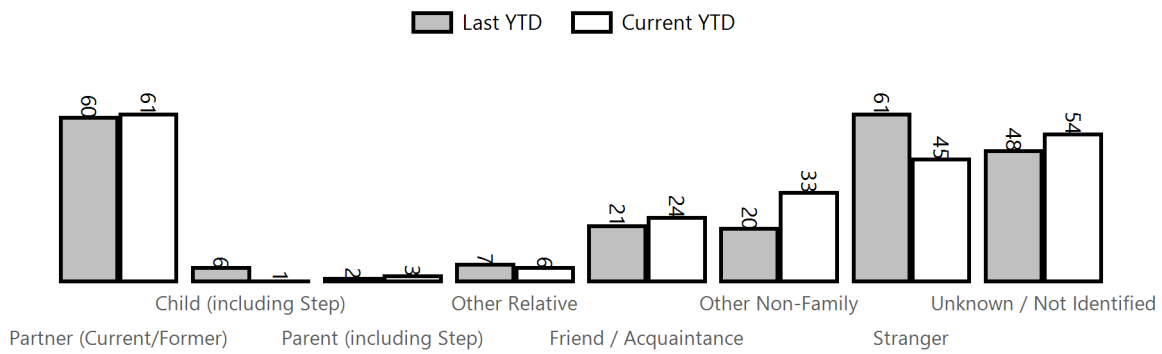 Last YTD Current YTD
60 61 6 1 2 3 7 6 21 24 20 33 61 45 48 54
Child (including Step) Other Relative Other Non-Family Unknown / Not Identified
Partner (Current/Former) Parent (including Step) Friend / Acquaintance Stranger